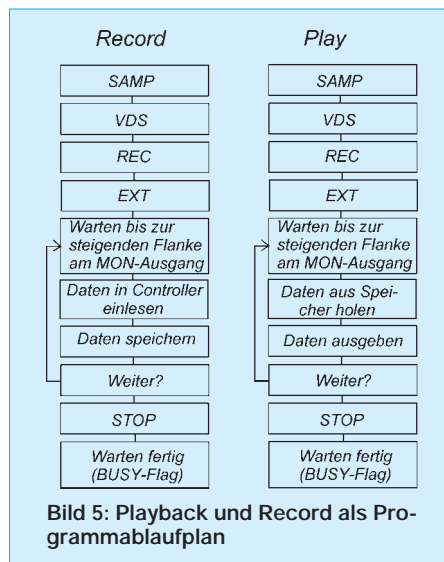 Record
SAMP
VDS
REC
EXT
Warten bis zur
steigenden Flanke
am MON-Ausgang
Daten in Controller
einlesen
Daten speichern
Weiter?
STOP
Warten fertig
(BUSY-Flag)
Play
SAMP
VDS
REC
EXT
Warten bis zur
steigenden Flanke
am MON-Ausgang
Daten aus Spei-
cher holen
Daten ausgeben
Weiter?
STOP
Warten fertig
(BUSY-Flag)
Bild 5: Playback und Record als Pro-
grammablaufplan